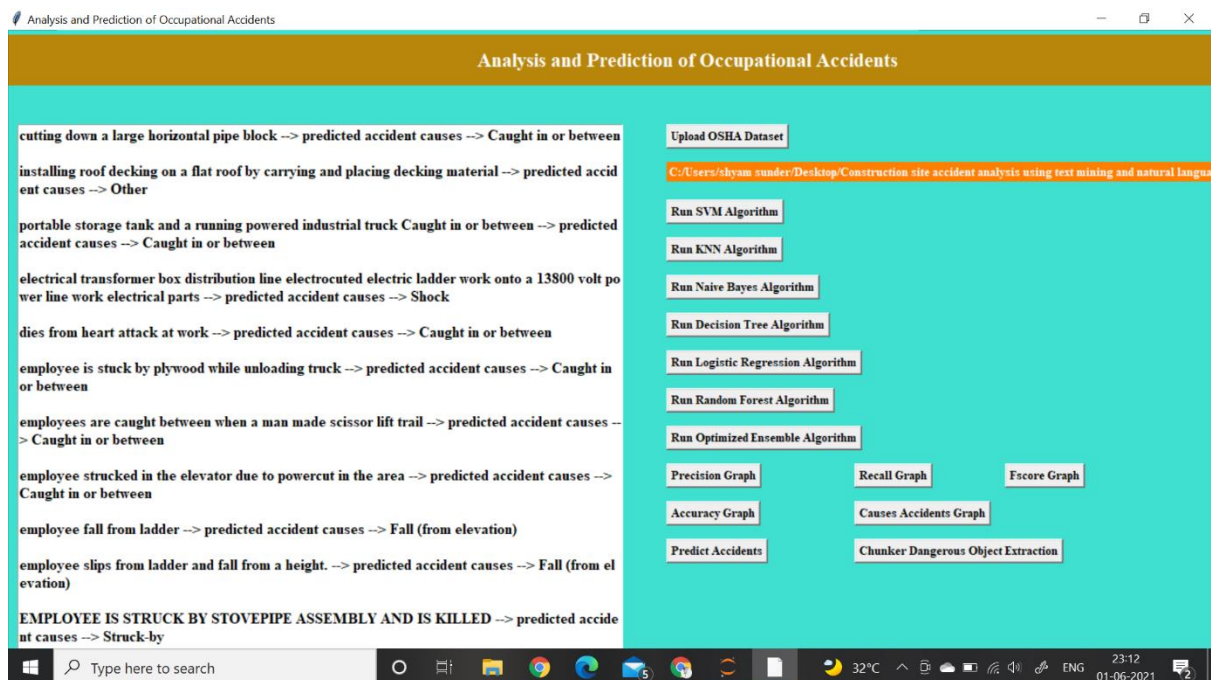 Analysis and Prediction of Occupational Accidents
Analysis and Prediction of Occupational Accidents
cutting down a large horizontal pipe block --> predicted accident causes --> Caught in or between
installing roof decking on a flat roof by carrying and placing decking material --> predicted accid
ent causes --> Other
portable storage tank and a running powered industrial truck Caught in or between --> predicted
accident causes --> Caught in or between
electrical transformer box distribution line electrocuted electric ladder work onto a 13800 volt po
wer line work electrical parts --> predicted accident causes --> Shock
dies from heart attack at work --> predicted accident causes --> Caught in or between
employee is stuck by plywood while unloading truck --> predicted accident causes --> Caught in
or between
employees are caught between when a man made scissor lift trail --> predicted accident causes --
> Caught in or between
employee strucked in the elevator due to powercut in the area --> predicted accident causes -->
Caught in or between
employee fall from ladder --> predicted accident causes --> Fall (from elevation)
employee slips from ladder and fall from a height. --> predicted accident causes --> Fall (from el
evation)
EMPLOYEE IS STRUCK BY STOVEPIPE ASSEMBLY AND IS KILLED --> predicted accide
nt causes --> Struck-by
Upload OSHA Dataset
C:/Users/shyam sunder/Desktop/Construction site accident analysis using text mining and natural langua
Run SVM Algorithm
Run KNN Algorithm
Run Naive Bayes Algorithm
Run Decision Tree Algorithm
Run Logistic Regression Algorithm
Run Random Forest Algorithm
Run Optimized Ensemble Algorithm
Precision Graph Recall Graph Fscore Graph
Accuracy Graph Causes Accidents Graph
Predict Accidents Chunker Dangerous Object Extraction
Type here to search
5
32°C
ENG
23:12
01-06-2021
2